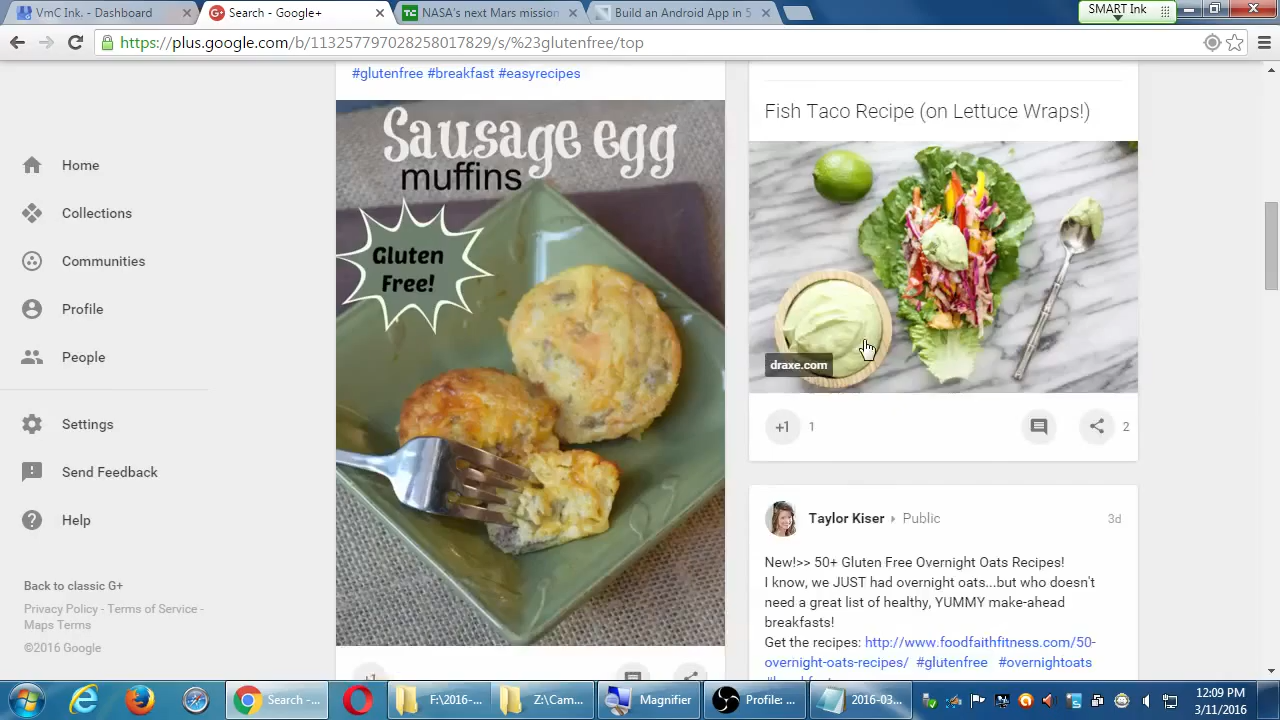 VmC Ink. - Dashboard
Search - Google+
NASA's next Mars mission
Build an Android App in 5
SMART Ink
https://plus.google.com/b/113257797028258017829/s/%23glutenfree/top
Home
Collections
Communities
Profile
People
Settings
Send Feedback
Help
Back to classic G+
Privacy Policy - Terms of Service -
Maps Terms
©2016 Google
#glutenfree #breakfast #easyrecipes
Sausage egg
muffins
Gluten
Free!
+1
Fish Taco Recipe (on Lettuce Wraps!)
draxe.com
+1 1
2
Taylor Kiser Public
3d
New!>> 50+ Gluten Free Overnight Oats Recipes!
I know, we JUST had overnight oats...but who doesn't
need a great list of healthy, YUMMY make-ahead
breakfasts!
Get the recipes: http://www.foodfaithfitness.com/50-
overnight-oats-recipes/ #glutenfree #overnightoats
Search -...
F:\2016-...
Z:\Cam...
Magnifier
Profile: ...
2016-03...
12:09 PM
3/11/2016